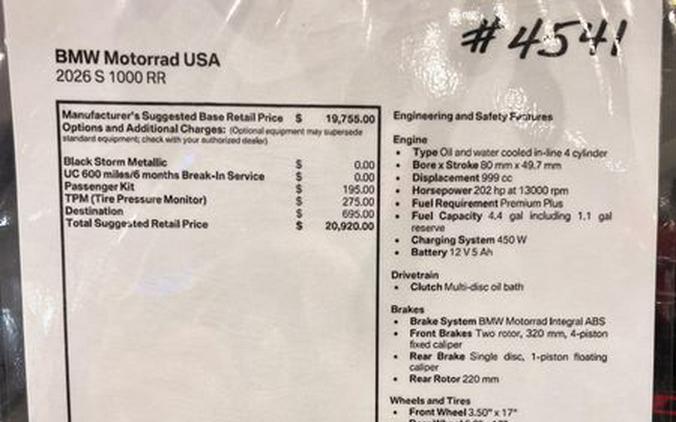 #4541
BMW Motorrad USA
2026 S 1000 RR
Manufacturer's Suggested Base Retail Price $ 19,755.00
Options and Additional Charges: (Optional equipment may supersede
standard equipment; check with your authorized dealer)
Black Storm Metallic $ 0.00
UC 600 miles/6 months Break-In Service $ 0.00
Passenger Kit $ 195.00
TPM (Tire Pressure Monitor) $ 275.00
Destination $ 695.00
Total Suggested Retail Price $ 20,920.00
Engineering and Safety Features
Engine
• Type Oil and water cooled in-line 4 cylinder
• Bore x Stroke 80 mm x 49.7 mm
• Displacement 999 cc
• Horsepower 202 hp at 13000 rpm
• Fuel Requirement Premium Plus
• Fuel Capacity 4.4 gal including 1.1 gal
reserve
• Charging System 450 W
• Battery 12 V 5 Ah
Drivetrain
• Clutch Multi-disc oil bath
Brakes
• Brake System BMW Motorrad Integral ABS
• Front Brakes Two rotor, 320 mm, 4-piston
fixed caliper
• Rear Brake Single disc, 1-piston floating
caliper
• Rear Rotor 220 mm
Wheels and Tires
• Front Wheel 3.50" x 17"